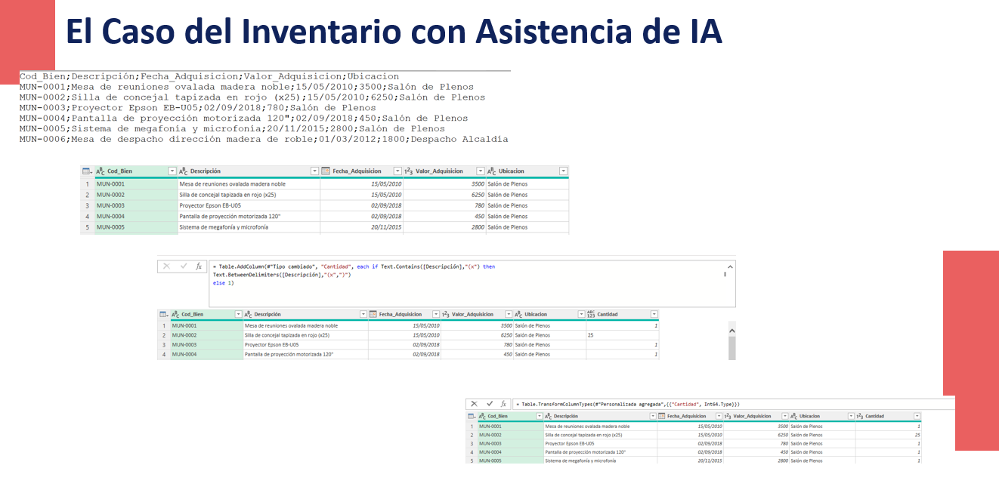 El Caso del Inventario con Asistencia de IA
Cod_Bien;Descripción;Fecha_Adquisicion;Valor_Adquisicion;Ubicacion
MUN-0001;Mesa de reuniones ovalada madera noble;15/05/2010;3500;Salón de Plenos
MUN-0002;Silla de concejal tapizada en rojo (x25);15/05/2010;6250;Salón de Plenos
MUN-0003;Proyector Epson EB-U05;02/09/2018;780;Salón de Plenos
MUN-0004;Pantalla de proyección motorizada 120";02/09/2018;450;Salón de Plenos
MUN-0005;Sistema de megafonía y microfonía;20/11/2015;2800;Salón de Plenos
MUN-0006;Mesa de despacho dirección madera de roble;01/03/2012;1800;Despacho Alcaldía
ABC Cod_Bien ABC Descripción Fecha_Adquisicion 123 Valor_Adquisicion ABC Ubicacion
1 MUN-0001 Mesa de reuniones ovalada madera noble 15/05/2010 3500 Salón de Plenos
2 MUN-0002 Silla de concejal tapizada en rojo (x25) 15/05/2010 6250 Salón de Plenos
3 MUN-0003 Proyector Epson EB-U05 02/09/2018 780 Salón de Plenos
4 MUN-0004 Pantalla de proyección motorizada 120" 02/09/2018 450 Salón de Plenos
5 MUN-0005 Sistema de megafonía y microfonía 20/11/2015 2800 Salón de Plenos
fx = Table.AddColumn(#"Tipo cambiado", "Cantidad", each if Text.Contains([Descripción],"(x") then
Text.BetweenDelimiters([Descripción],"(x",")")
else 1)
ABC Cod_Bien ABC Descripción Fecha_Adquisicion 123 Valor_Adquisicion ABC Ubicacion ABC 123 Cantidad
1 MUN-0001 Mesa de reuniones ovalada madera noble 15/05/2010 3500 Salón de Plenos 1
2 MUN-0002 Silla de concejal tapizada en rojo (x25) 15/05/2010 6250 Salón de Plenos 25
3 MUN-0003 Proyector Epson EB-U05 02/09/2018 780 Salón de Plenos 1
4 MUN-0004 Pantalla de proyección motorizada 120" 02/09/2018 450 Salón de Plenos 1
fx = Table.TransformColumnTypes(#"Personalizada agregada",{{"Cantidad", Int64.Type}})
ABC Cod_Bien ABC Descripción Fecha_Adquisicion 123 Valor_Adquisicion ABC Ubicacion 123 Cantidad
1 MUN-0001 Mesa de reuniones ovalada madera noble 15/05/2010 3500 Salón de Plenos 1
2 MUN-0002 Silla de concejal tapizada en rojo (x25) 15/05/2010 6250 Salón de Plenos 25
3 MUN-0003 Proyector Epson EB-U05 02/09/2018 780 Salón de Plenos 1
4 MUN-0004 Pantalla de proyección motorizada 120" 02/09/2018 450 Salón de Plenos 1
5 MUN-0005 Sistema de megafonía y microfonía 20/11/2015 2800 Salón de Plenos 1